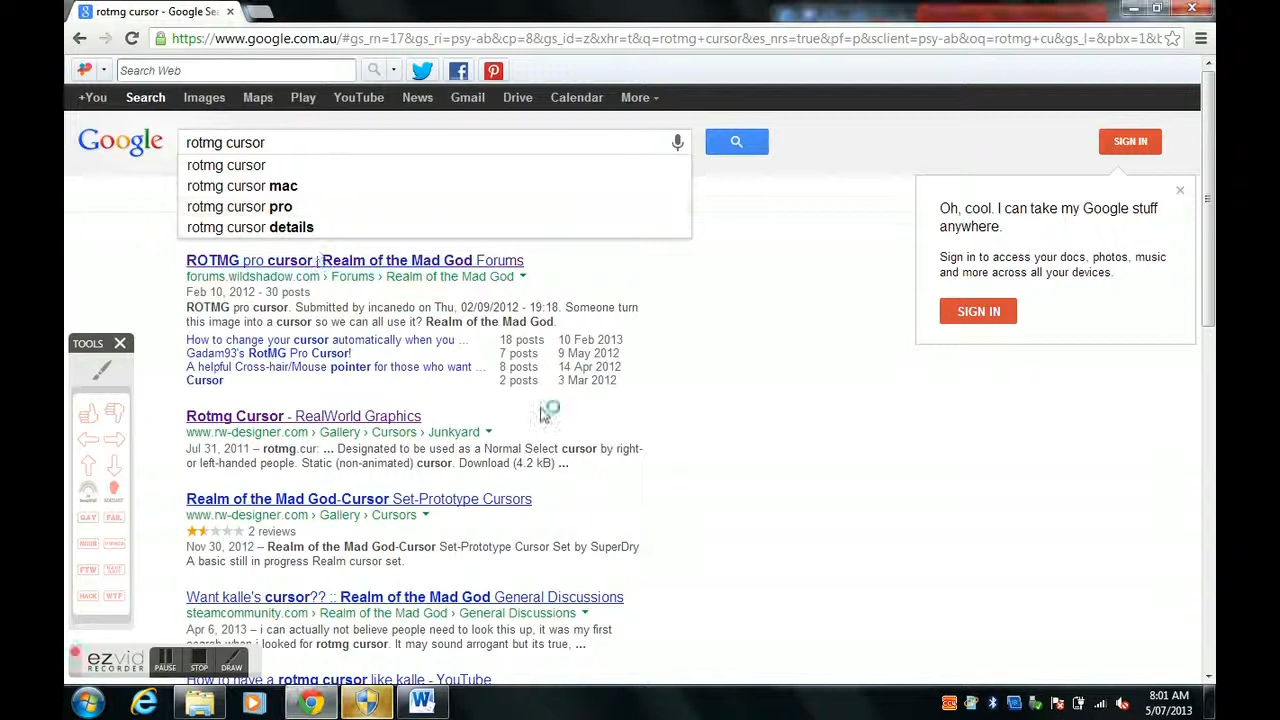 rotmg cursor - Google Sea
https://www.google.com.au/#gs_rn=17&gs_ri=psy-ab&cp=8&gs_id=z&xhr=t&q=rotmg+cursor&es_nrs=true&pf=p&sclient=psy-ab&oq=rotmg+cu&gs_l=&pbx=1&b
Search Web
+You Search Images Maps Play YouTube News Gmail Drive Calendar More
Google
rotmg cursor
SIGN IN
rotmg cursor
rotmg cursor mac
rotmg cursor pro
rotmg cursor details
Oh, cool. I can take my Google stuff
anywhere.
Sign in to access your docs, photos, music
and more across all your devices.
SIGN IN
ROTMG pro cursor | Realm of the Mad God Forums
forums.wildshadow.com › Forums › Realm of the Mad God
Feb 10, 2012 - 30 posts
ROTMG pro cursor. Submitted by incanedo on Thu, 02/09/2012 - 19:18. Someone turn
this image into a cursor so we can all use it? Realm of the Mad God.
How to change your cursor automatically when you ... 18 posts 10 Feb 2013
Gadam93's RotMG Pro Cursor! 7 posts 9 May 2012
A helpful Cross-hair/Mouse pointer for those who want ... 8 posts 14 Apr 2012
Cursor 2 posts 3 Mar 2012
Rotmg Cursor - RealWorld Graphics
www.rw-designer.com › Gallery › Cursors › Junkyard
Jul 31, 2011 – rotmg.cur: ... Designated to be used as a Normal Select cursor by right-
or left-handed people. Static (non-animated) cursor. Download (4.2 kB) ...
Realm of the Mad God-Cursor Set-Prototype Cursors
www.rw-designer.com › Gallery › Cursors
2 reviews
Nov 30, 2012 – Realm of the Mad God-Cursor Set-Prototype Cursor Set by SuperDry
A basic still in progress Realm cursor set.
Want kalle's cursor?? :: Realm of the Mad God General Discussions
steamcommunity.com › Realm of the Mad God › General Discussions
Apr 6, 2013 – i can actually not believe people need to look this up, it was my first
search when i looked for rotmg cursor. It may sound arrogant but its true, ...
How to have a rotmg cursor like kalle - YouTube
TOOLS
GAY FAIL
FTW
HACK WTF
ezvid
RECORDER
PAUSE STOP DRAW
8:01 AM
5/07/2013